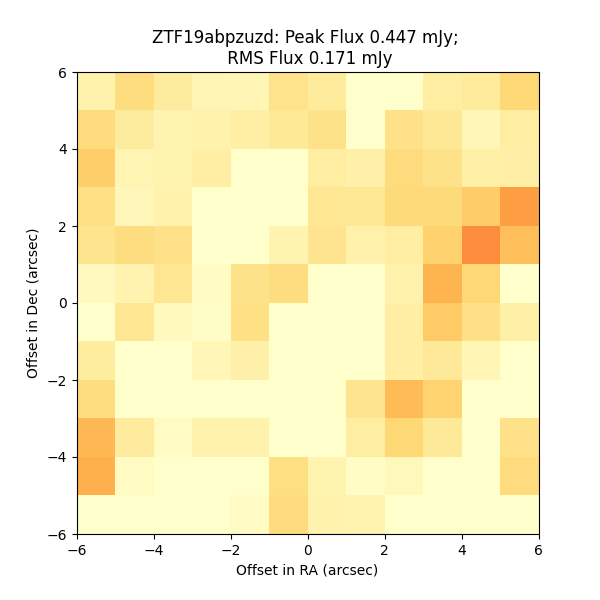 ZTF19abpzuzd: Peak Flux 0.447 mJy;
RMS Flux 0.171 mJy
6
4
2
0
−2
−4
−6
Offset in Dec (arcsec)
−6 −4 −2 0 2 4 6
Offset in RA (arcsec)